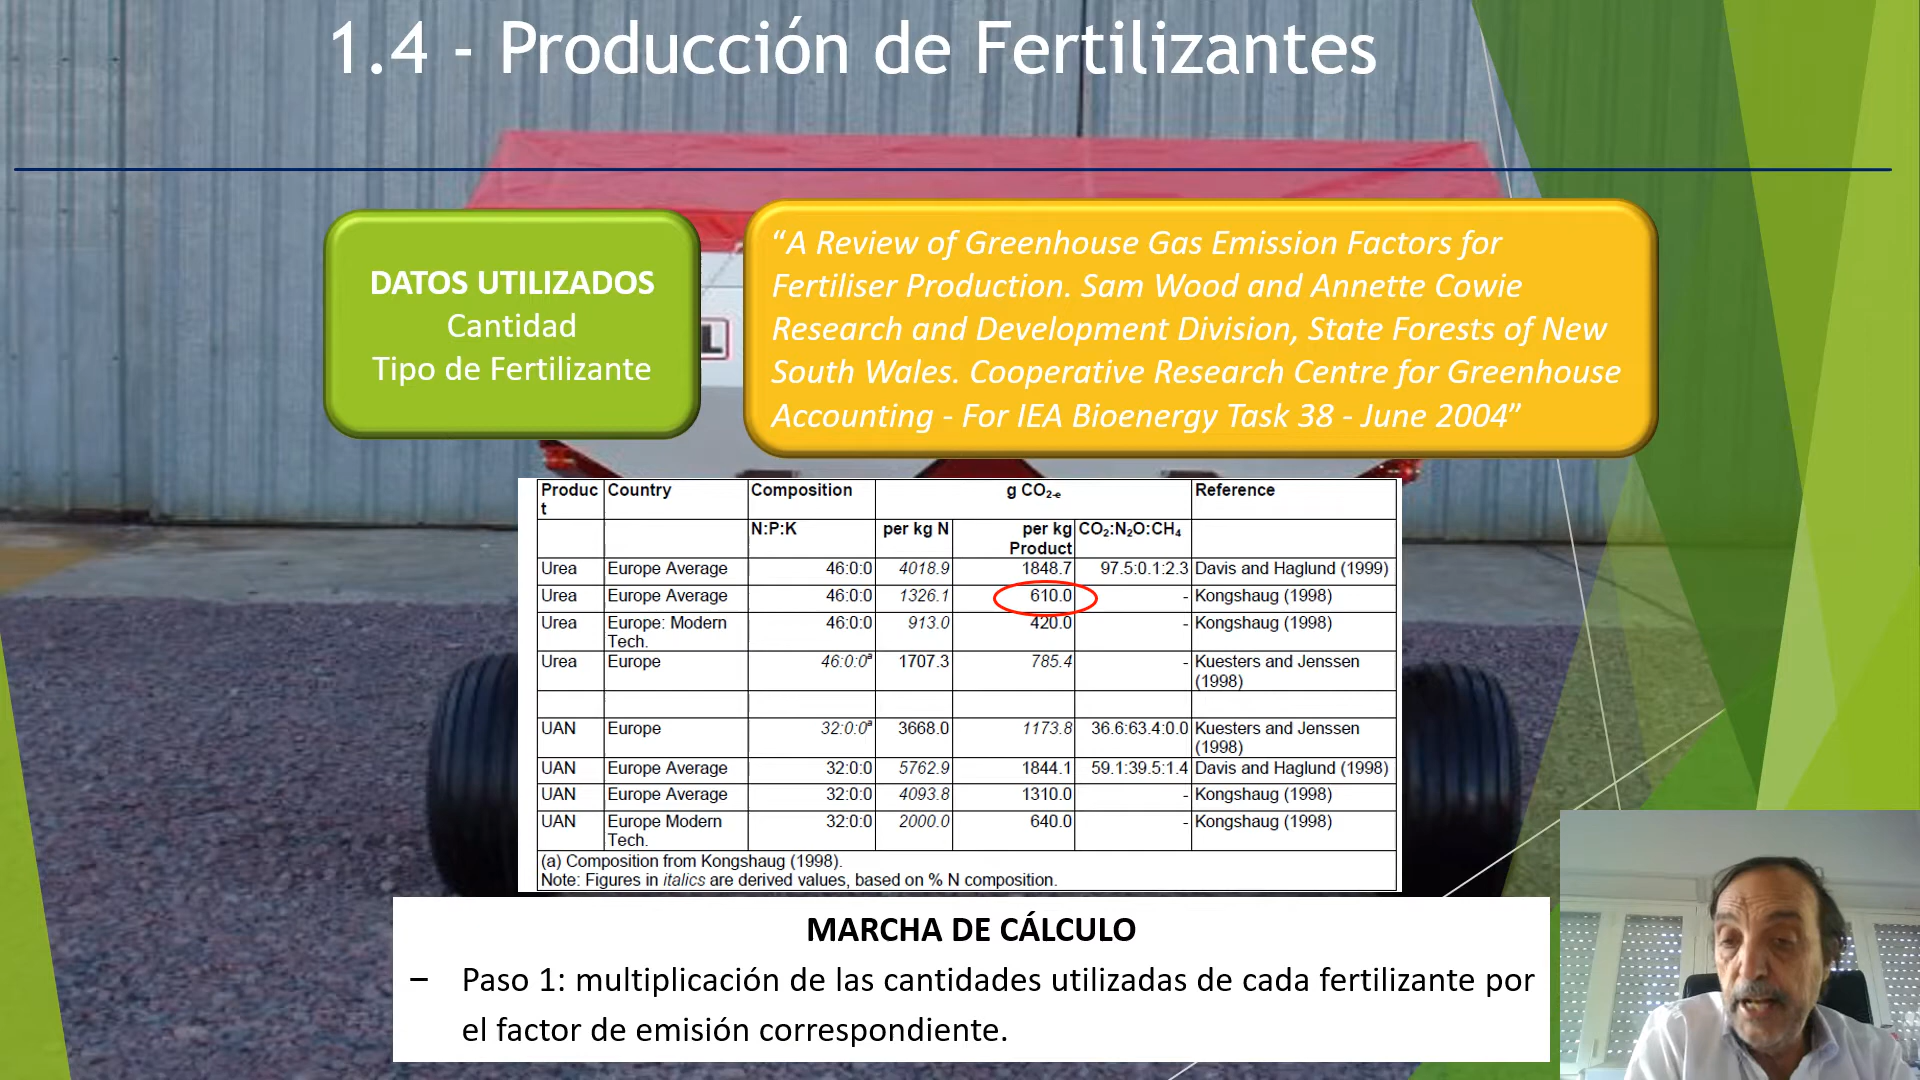 1.4 - Producción de Fertilizantes
DATOS UTILIZADOS
Cantidad
Tipo de Fertilizante
“A Review of Greenhouse Gas Emission Factors for
Fertiliser Production. Sam Wood and Annette Cowie
Research and Development Division, State Forests of New
South Wales. Cooperative Research Centre for Greenhouse
Accounting - For IEA Bioenergy Task 38 - June 2004”
L
Produc Country Composition g CO₂-e Reference
t
N:P:K per kg N per kg CO₂:N₂O:CH₄
Product
Urea Europe Average 46:0:0 4018.9 1848.7 97.5:0.1:2.3 Davis and Haglund (1999)
Urea Europe Average 46:0:0 1326.1 610.0 - Kongshaug (1998)
Urea Europe: Modern 46:0:0 913.0 420.0 - Kongshaug (1998)
Tech.
Urea Europe 46:0:0ª 1707.3 785.4 - Kuesters and Jenssen
(1998)
UAN Europe 32:0:0ª 3668.0 1173.8 36.6:63.4:0.0 Kuesters and Jenssen
(1998)
UAN Europe Average 32:0:0 5762.9 1844.1 59.1:39.5:1.4 Davis and Haglund (1998)
UAN Europe Average 32:0:0 4093.8 1310.0 - Kongshaug (1998)
UAN Europe Modern 32:0:0 2000.0 640.0 - Kongshaug (1998)
Tech.
(a) Composition from Kongshaug (1998).
Note: Figures in italics are derived values, based on % N composition.
MARCHA DE CÁLCULO
– Paso 1: multiplicación de las cantidades utilizadas de cada fertilizante por
el factor de emisión correspondiente.